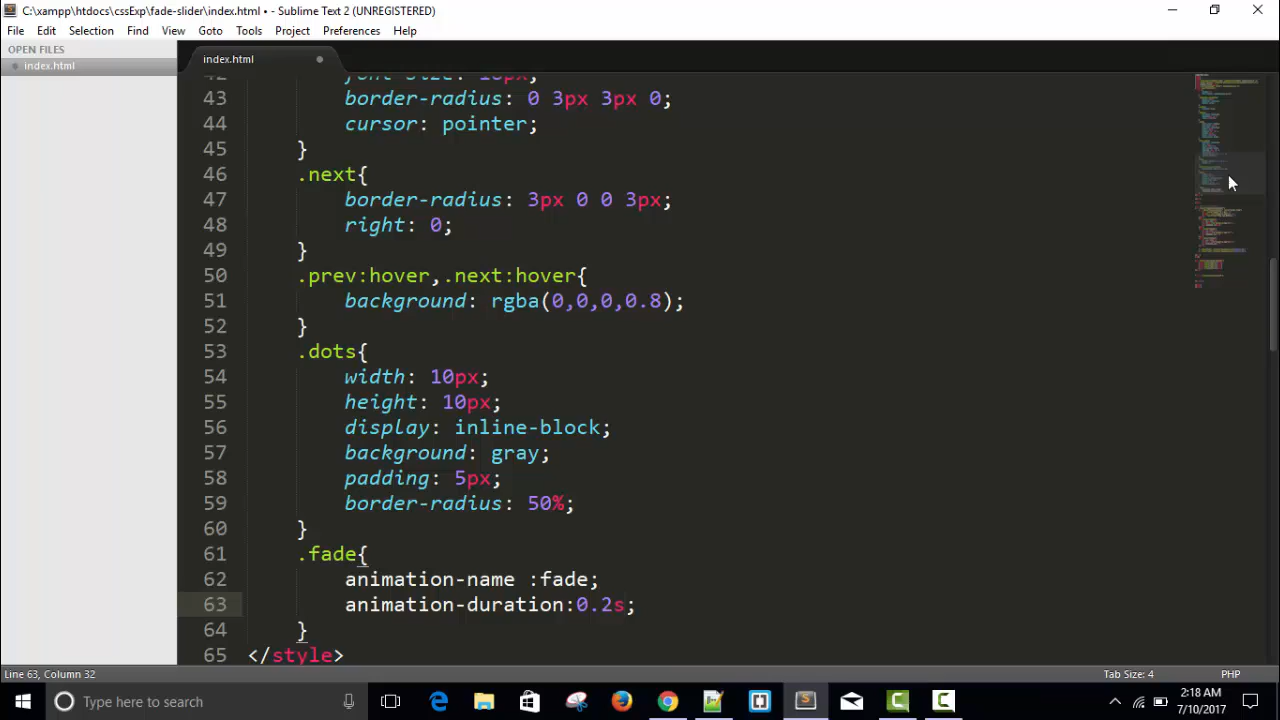 C:\xampp\htdocs\cssExp\fade-slider\index.html • - Sublime Text 2 (UNREGISTERED)
File Edit Selection Find View Goto Tools Project Preferences Help
OPEN FILES
index.html
index.html
42 font-size: 18px;
43 border-radius: 0 3px 3px 0;
44 cursor: pointer;
45 }
46 .next{
47 border-radius: 3px 0 0 3px;
48 right: 0;
49 }
50 .prev:hover,.next:hover{
51 background: rgba(0,0,0,0.8);
52 }
53 .dots{
54 width: 10px;
55 height: 10px;
56 display: inline-block;
57 background: gray;
58 padding: 5px;
59 border-radius: 50%;
60 }
61 .fade{
62 animation-name :fade;
63 animation-duration:0.2s;
64 }
65 </style>
Line 63, Column 32
Tab Size: 4
PHP
Type here to search
2:18 AM
7/10/2017